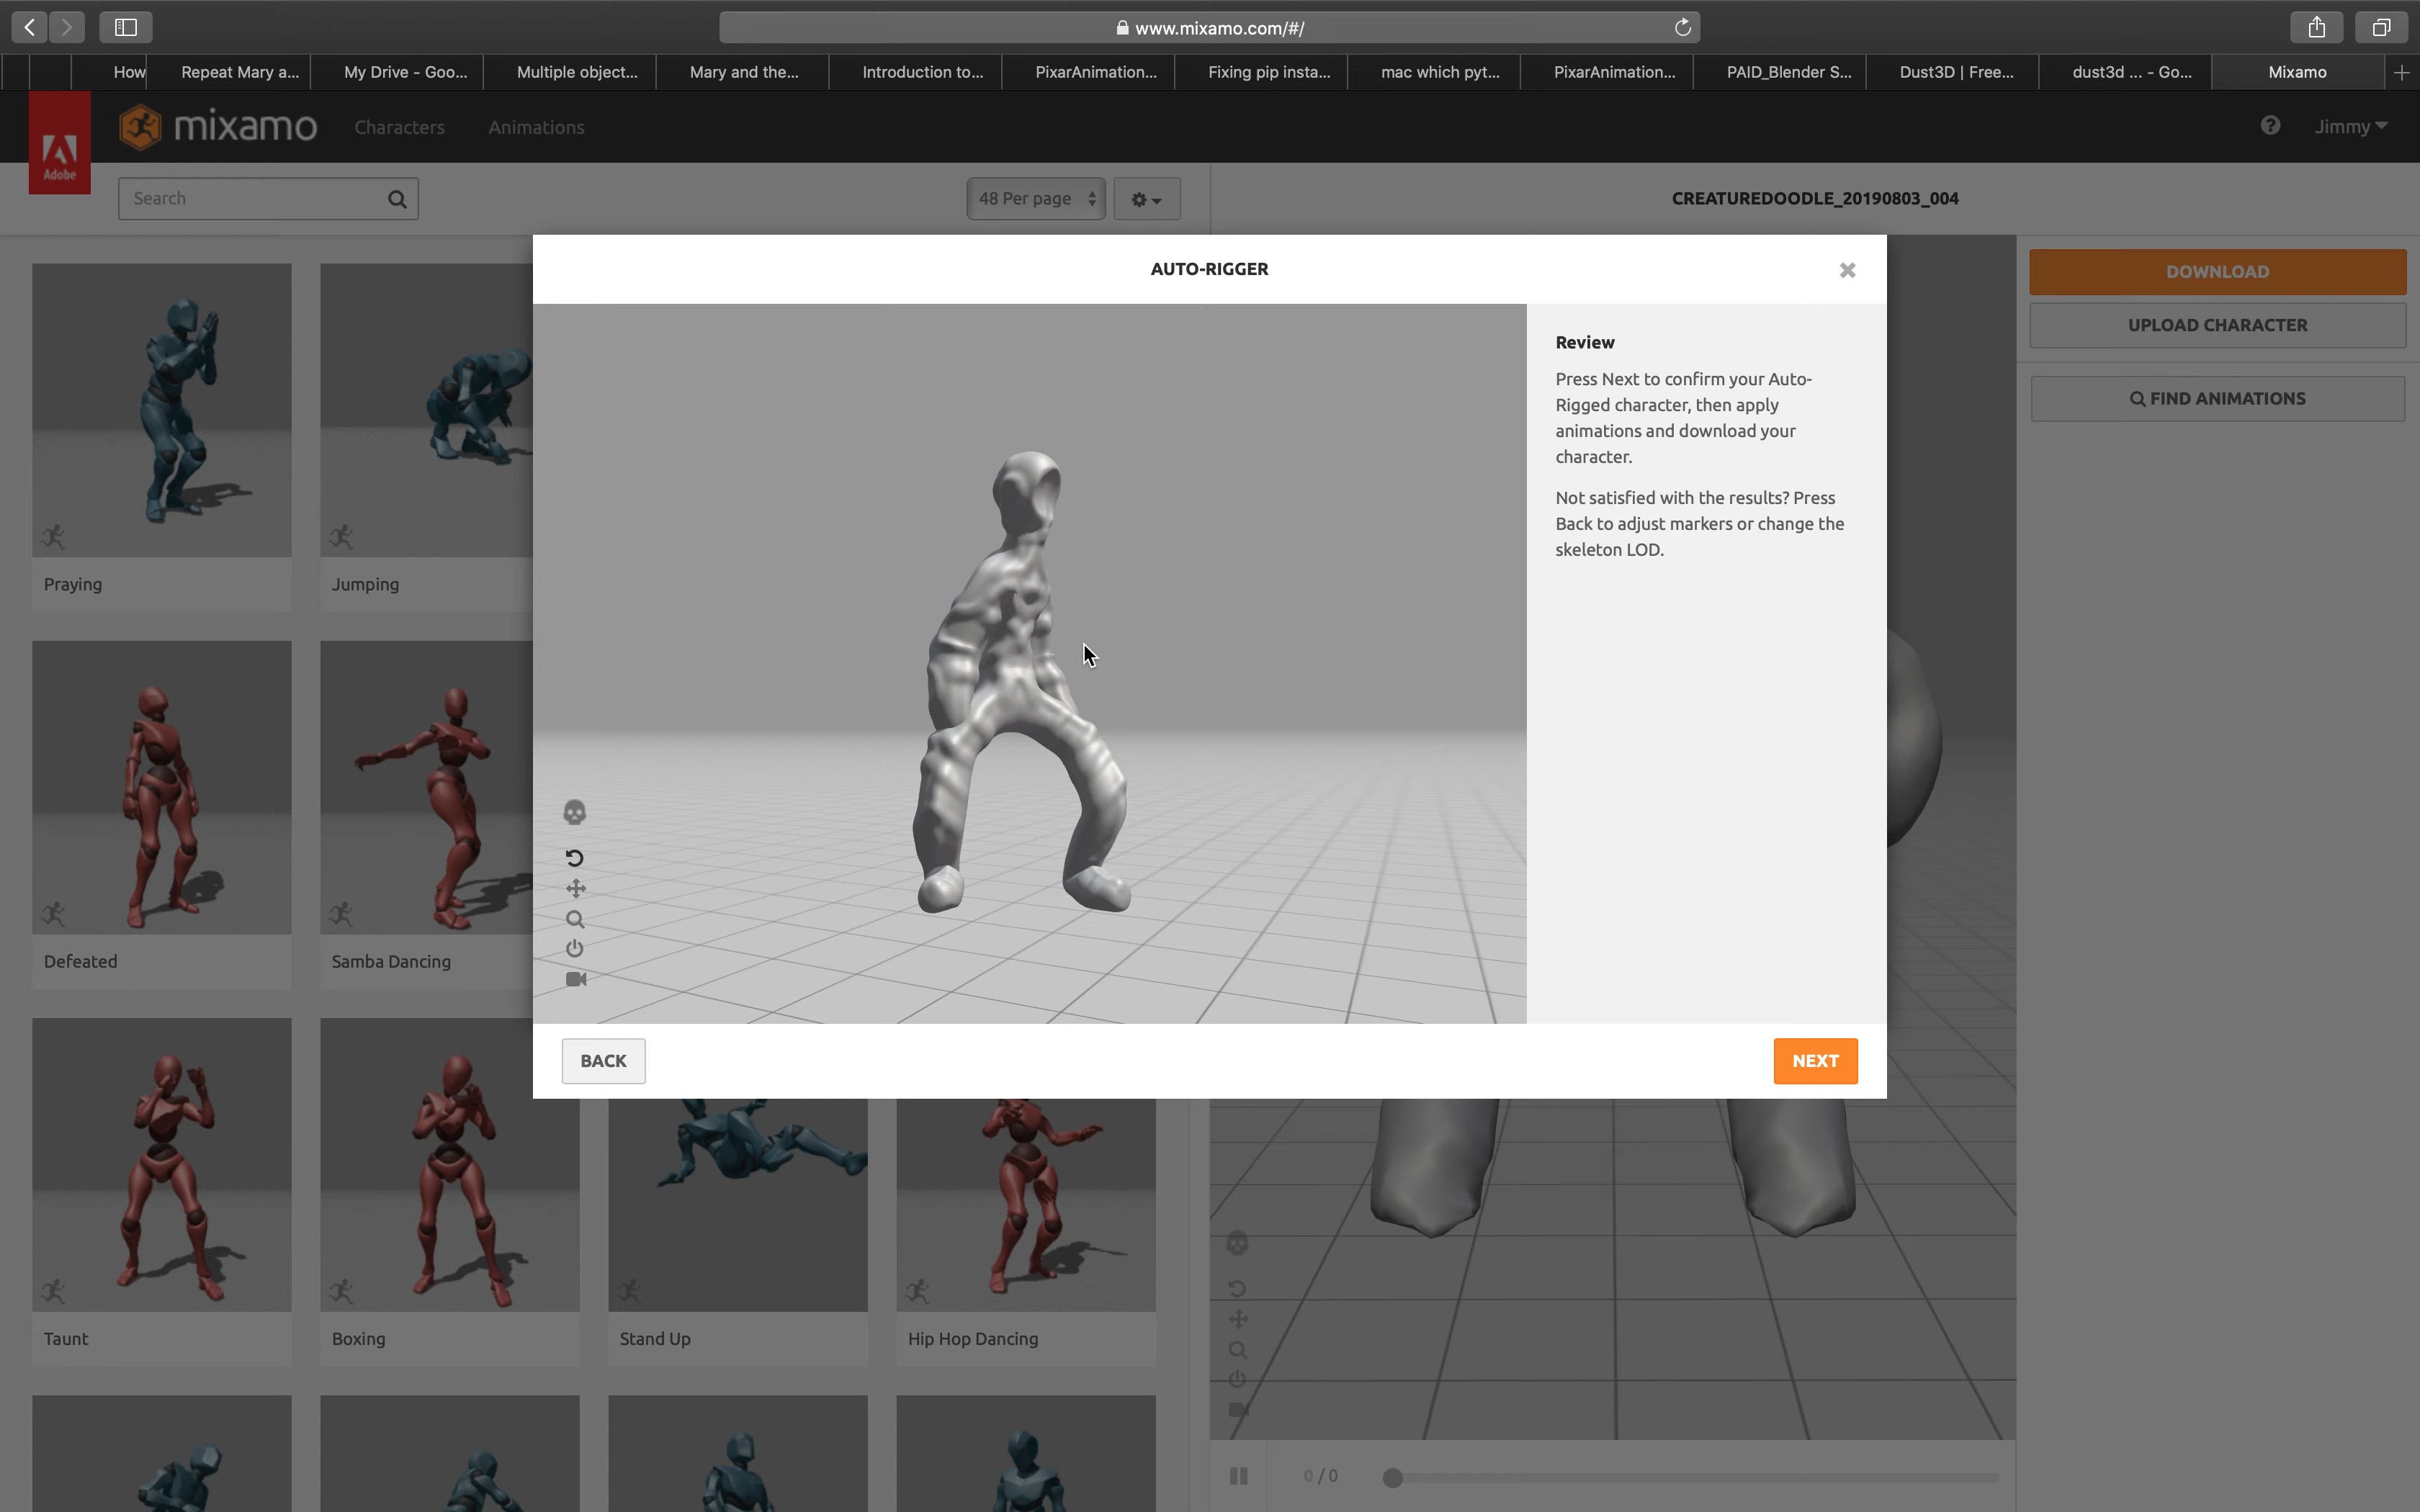 www.mixamo.com/#/
How
Repeat Mary a...
My Drive - Goo...
Multiple object...
Mary and the...
Introduction to...
PixarAnimation...
Fixing pip insta...
mac which pyt...
PixarAnimation...
PAID_Blender S...
Dust3D | Free...
dust3d ... - Go...
Mixamo
Adobe
mixamo
Characters
Animations
?
Jimmy
Search
48 Per page
CREATUREDOODLE_20190803_004
AUTO-RIGGER
DOWNLOAD
UPLOAD CHARACTER
FIND ANIMATIONS
Review
Press Next to confirm your Auto-
Rigged character, then apply
animations and download your
character.
Not satisfied with the results? Press
Back to adjust markers or change the
skeleton LOD.
Praying
Jumping
Defeated
Samba Dancing
BACK
NEXT
Taunt
Boxing
Stand Up
Hip Hop Dancing
0 / 0